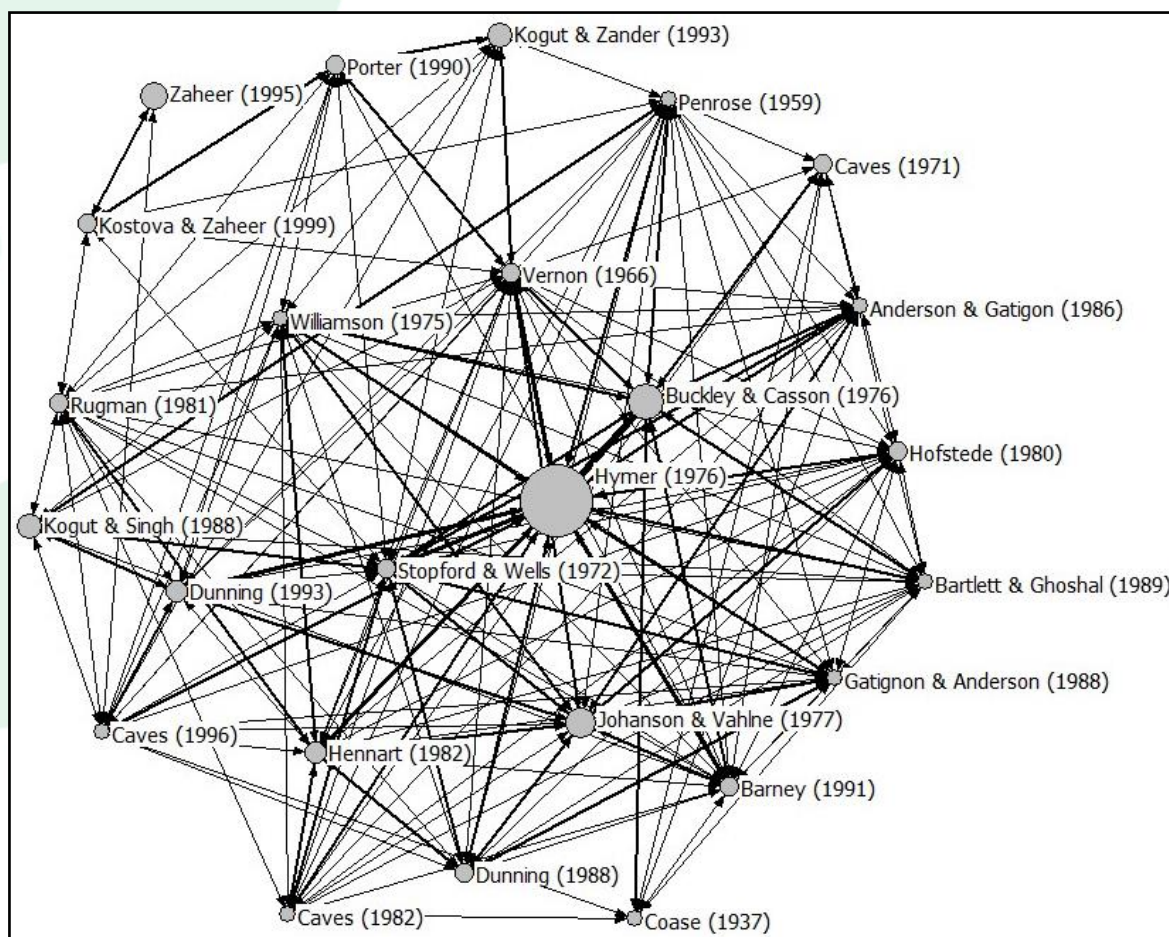 Kogut & Zander (1993)
Porter (1990)
Zaheer (1995)
Penrose (1959)
Caves (1971)
Kostova & Zaheer (1999)
Vernon (1966)
Williamson (1975)
Anderson & Gatigon (1986)
Rugman (1981)
Buckley & Casson (1976)
Hofstede (1980)
Hymer (1976)
Kogut & Singh (1988)
Stopford & Wells (1972)
Dunning (1993)
Bartlett & Ghoshal (1989)
Gatignon & Anderson (1988)
Johanson & Vahlne (1977)
Caves (1996)
Hennart (1982)
Barney (1991)
Dunning (1988)
Caves (1982)
Coase (1937)